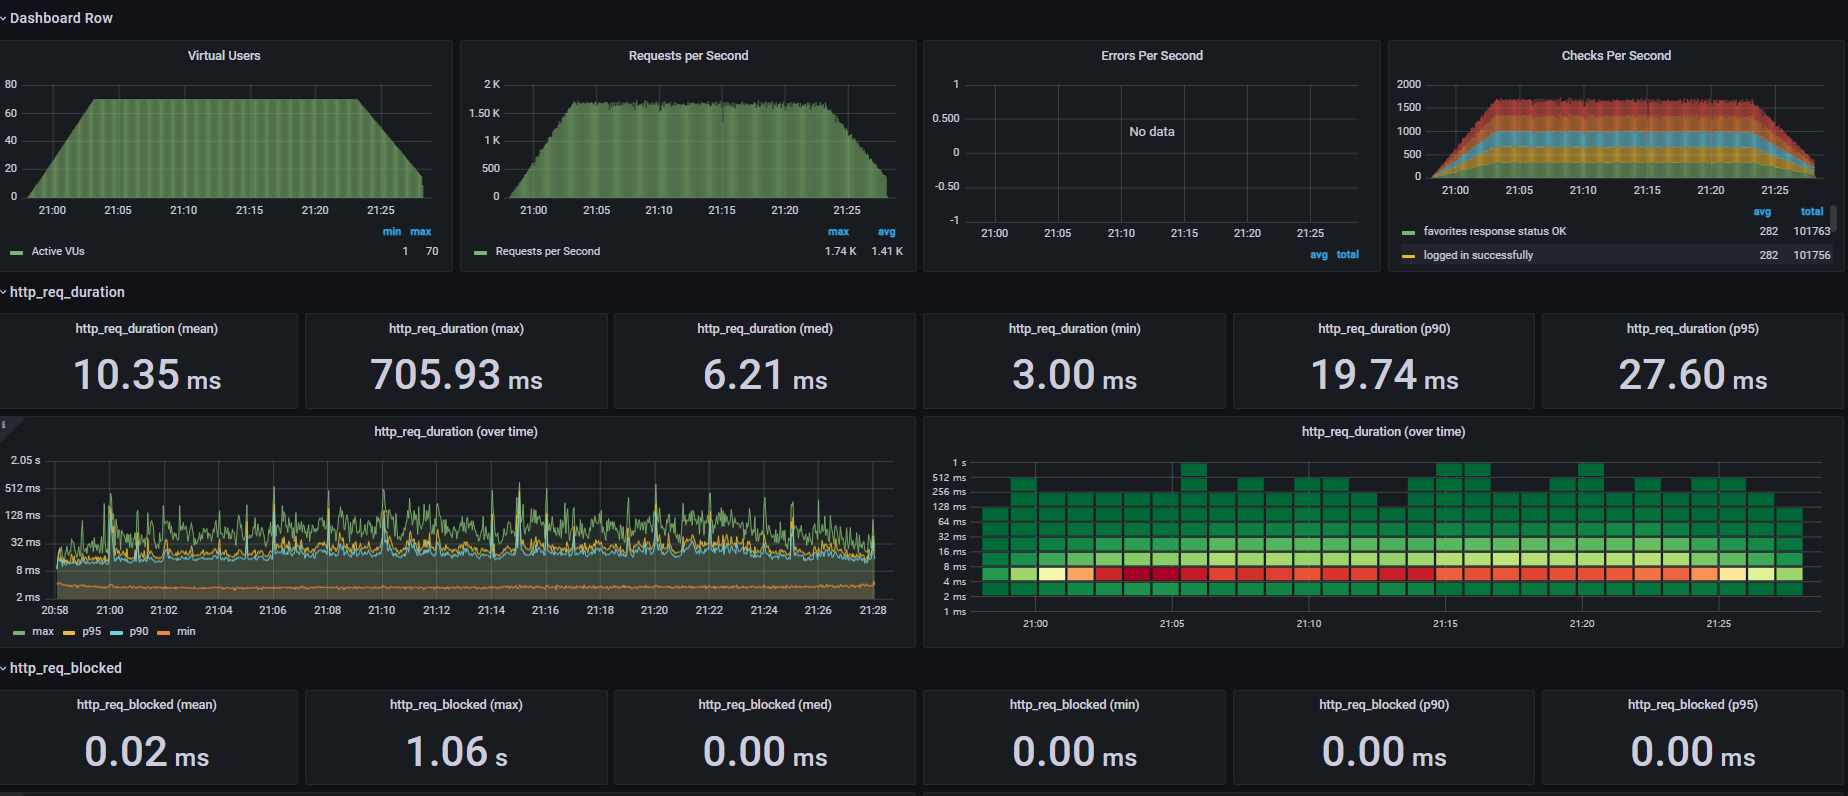 Dashboard Row
Virtual Users
80
60
40
20
0
21:00 21:05 21:10 21:15 21:20 21:25
min max
Active VUs 1 70
Requests per Second
2 K
1.50 K
1 K
500
0
21:00 21:05 21:10 21:15 21:20 21:25
max avg
Requests per Second 1.74 K 1.41 K
Errors Per Second
1
0.500
0
-0.50
-1
No data
21:00 21:05 21:10 21:15 21:20 21:25
avg total
Checks Per Second
2000
1500
1000
500
0
21:00 21:05 21:10 21:15 21:20 21:25
avg total
favorites response status OK 282 101763
logged in successfully 282 101756
http_req_duration
http_req_duration (mean)
10.35 ms
http_req_duration (max)
705.93 ms
http_req_duration (med)
6.21 ms
http_req_duration (min)
3.00 ms
http_req_duration (p90)
19.74 ms
http_req_duration (p95)
27.60 ms
i
http_req_duration (over time)
2.05 s
512 ms
128 ms
32 ms
8 ms
2 ms
20:58 21:00 21:02 21:04 21:06 21:08 21:10 21:12 21:14 21:16 21:18 21:20 21:22 21:24 21:26 21:28
max p95 p90 min
http_req_duration (over time)
1 s
512 ms
256 ms
128 ms
64 ms
32 ms
16 ms
8 ms
4 ms
2 ms
1 ms
21:00 21:05 21:10 21:15 21:20 21:25
http_req_blocked
http_req_blocked (mean)
0.02 ms
http_req_blocked (max)
1.06 s
http_req_blocked (med)
0.00 ms
http_req_blocked (min)
0.00 ms
http_req_blocked (p90)
0.00 ms
http_req_blocked (p95)
0.00 ms